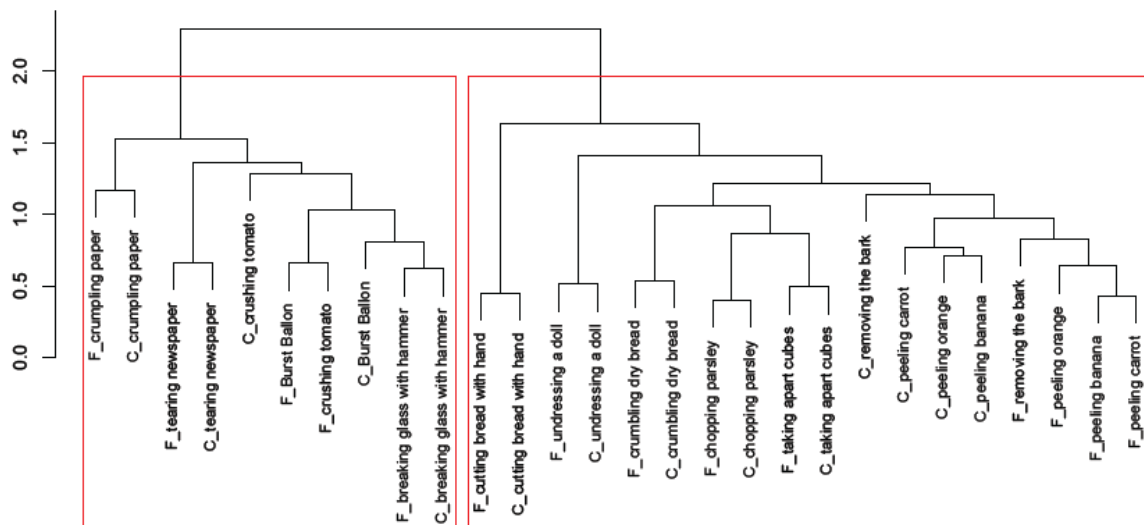 2.0
1.5
1.0
0.5
0.0
F_crumpling paper
C_crumpling paper
F_tearing newspaper
C_tearing newspaper
C_crushing tomato
F_Burst Ballon
F_crushing tomato
C_Burst Ballon
F_breaking glass with hammer
C_breaking glass with hammer
F_cutting bread with hand
C_cutting bread with hand
F_undressing a doll
C_undressing a doll
F_crumbling dry bread
C_crumbling dry bread
F_chopping parsley
C_chopping parsley
F_taking apart cubes
C_taking apart cubes
C_removing the bark
C_peeling carrot
C_peeling orange
C_peeling banana
F_removing the bark
F_peeling orange
F_peeling banana
F_peeling carrot